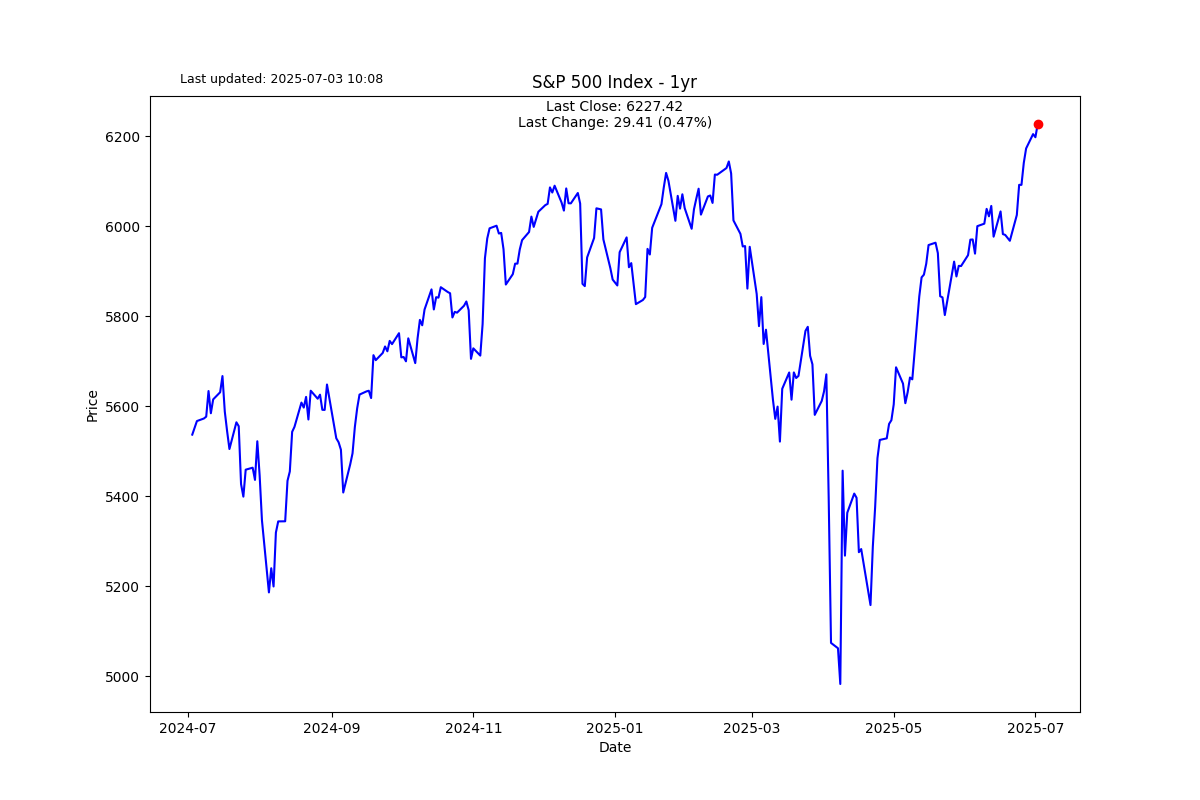 Last updated: 2025-07-03 10:08
S&P 500 Index - 1yr
Last Close: 6227.42
Last Change: 29.41 (0.47%)
6200
6000
5800
5600
5400
5200
5000
Price
2024-07 2024-09 2024-11 2025-01 2025-03 2025-05 2025-07
Date